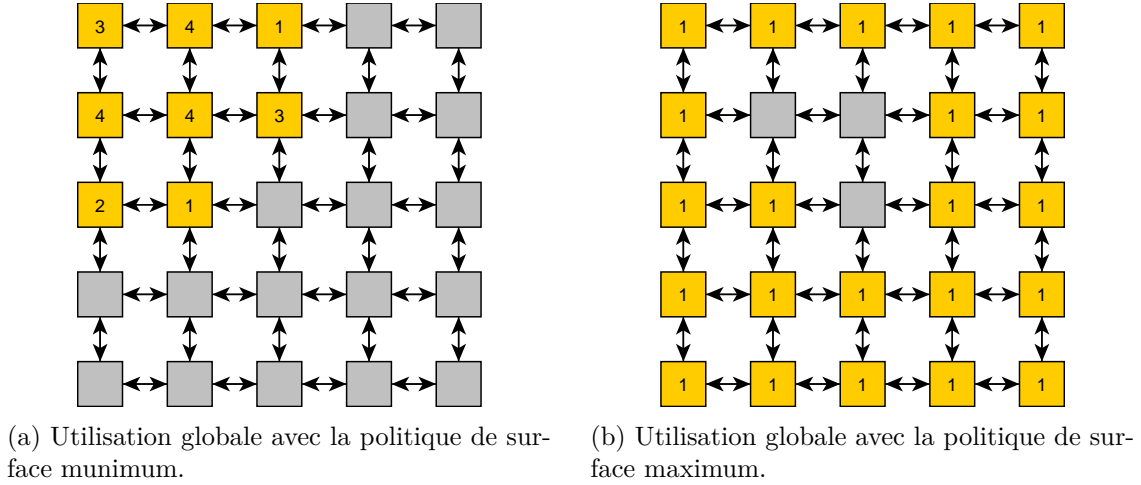 3 4 1
4 4 3
2 1
1 1 1 1 1
1 1 1
1 1 1 1
1 1 1 1 1
1 1 1 1 1
(a) Utilisation globale avec la politique de sur-
face munimum.
(b) Utilisation globale avec la politique de sur-
face maximum.